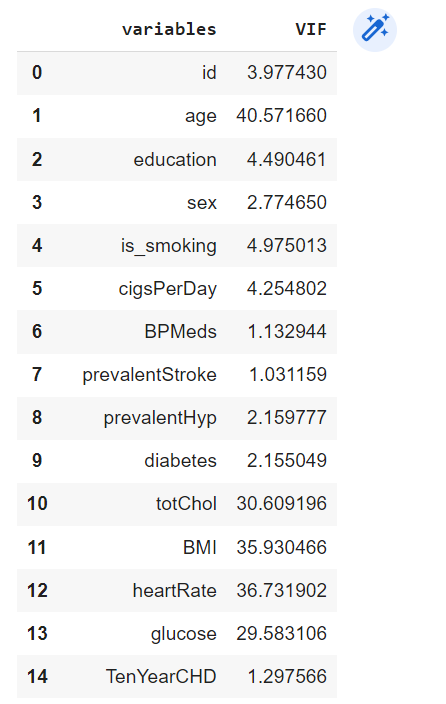 variables VIF
0 id 3.977430
1 age 40.571660
2 education 4.490461
3 sex 2.774650
4 is_smoking 4.975013
5 cigsPerDay 4.254802
6 BPMeds 1.132944
7 prevalentStroke 1.031159
8 prevalentHyp 2.159777
9 diabetes 2.155049
10 totChol 30.609196
11 BMI 35.930466
12 heartRate 36.731902
13 glucose 29.583106
14 TenYearCHD 1.297566